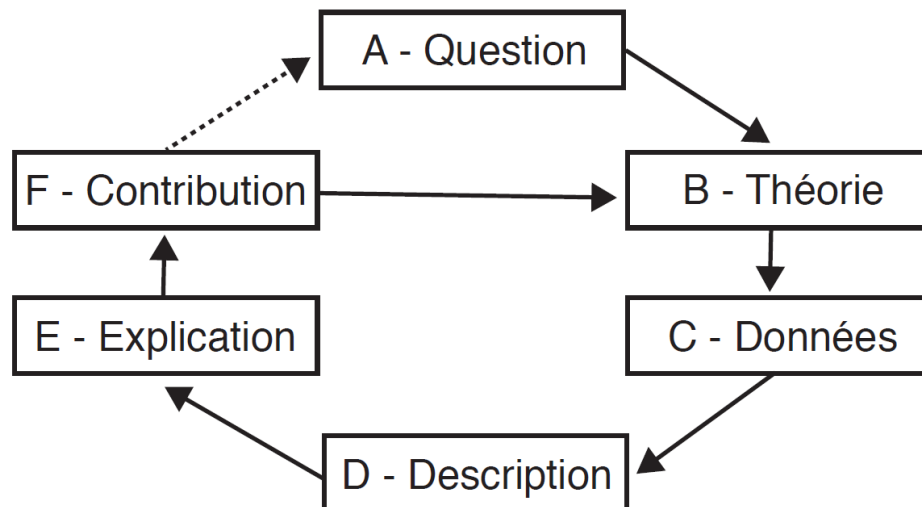 A - Question
F - Contribution
B - Théorie
E - Explication
C - Données
D - Description